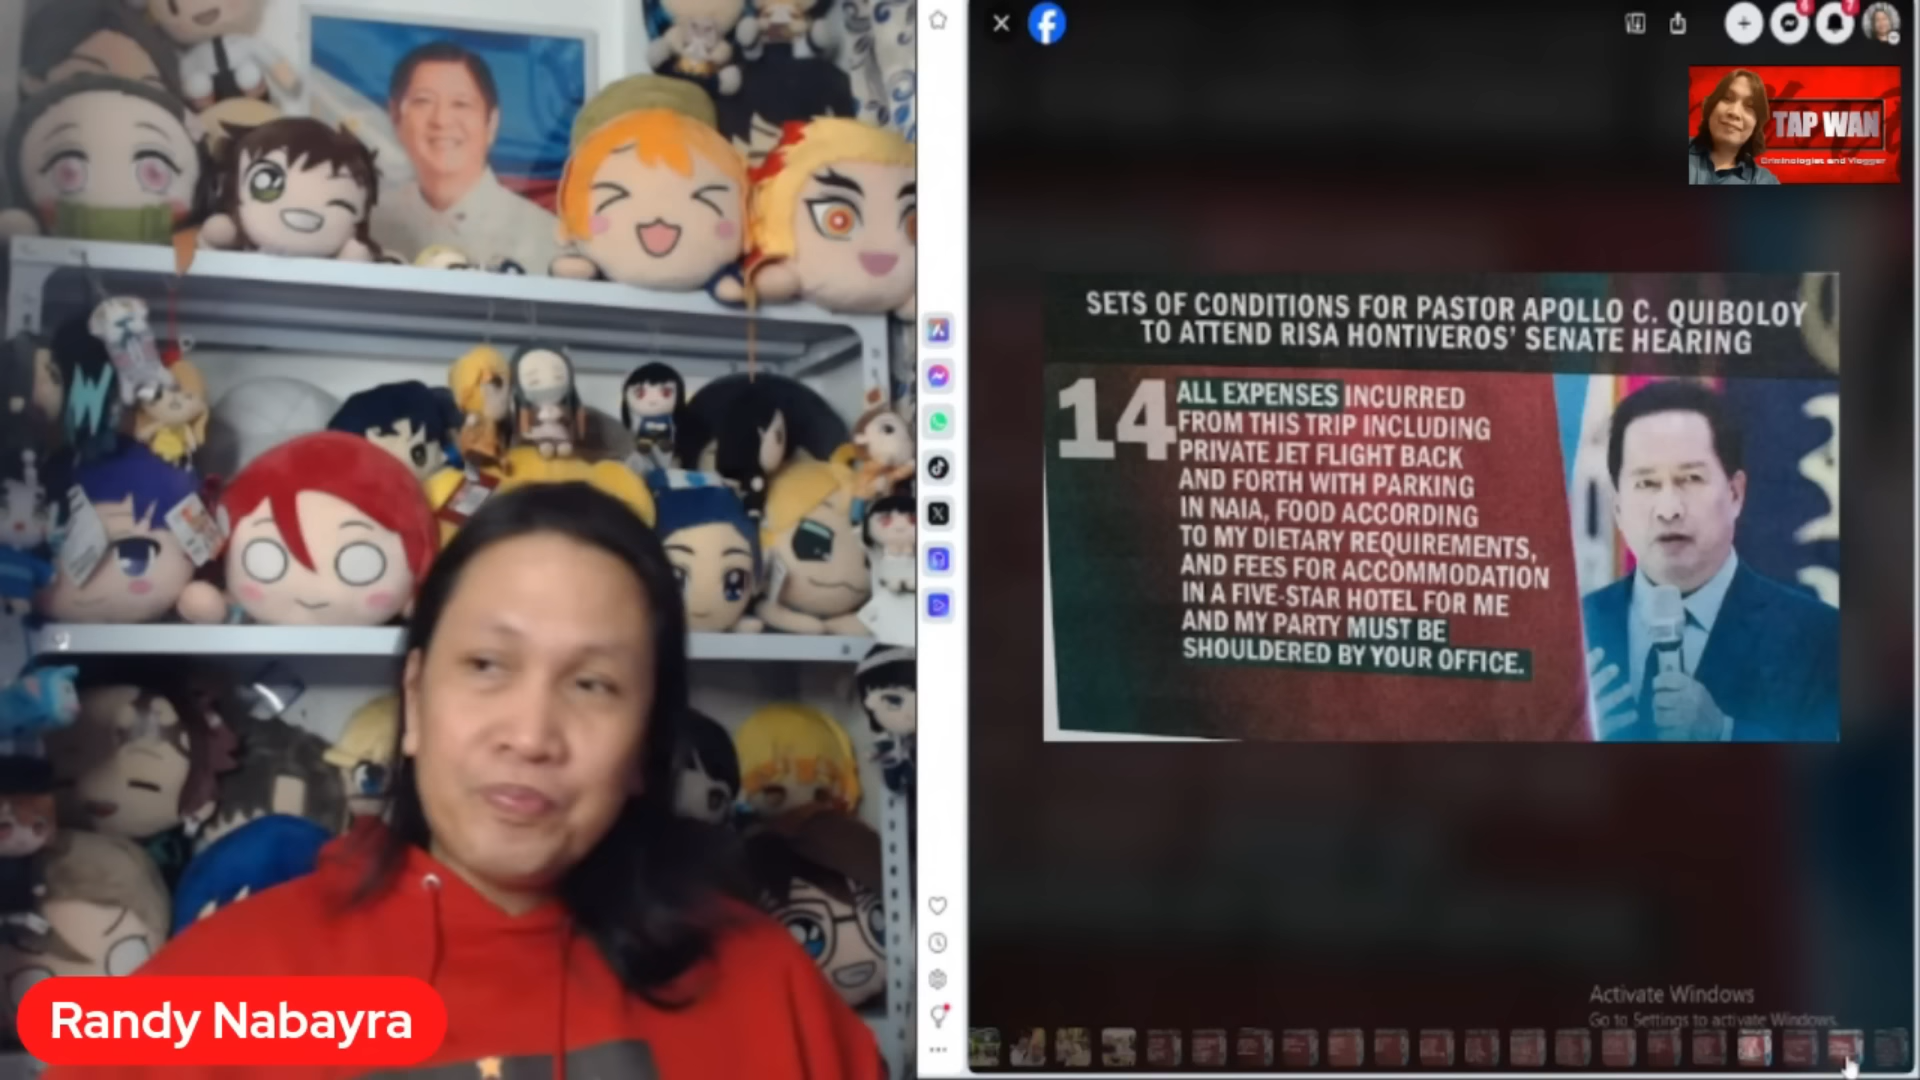 TAP WAN
Criminologist and Vlogger
SETS OF CONDITIONS FOR PASTOR APOLLO C. QUIBOLOY
TO ATTEND RISA HONTIVEROS' SENATE HEARING
14
ALL EXPENSES INCURRED
FROM THIS TRIP INCLUDING
PRIVATE JET FLIGHT BACK
AND FORTH WITH PARKING
IN NAIA, FOOD ACCORDING
TO MY DIETARY REQUIREMENTS,
AND FEES FOR ACCOMMODATION
IN A FIVE-STAR HOTEL FOR ME
AND MY PARTY MUST BE
SHOULDERED BY YOUR OFFICE.
Randy Nabayra
Activate Windows
Go to Settings to activate Windows.